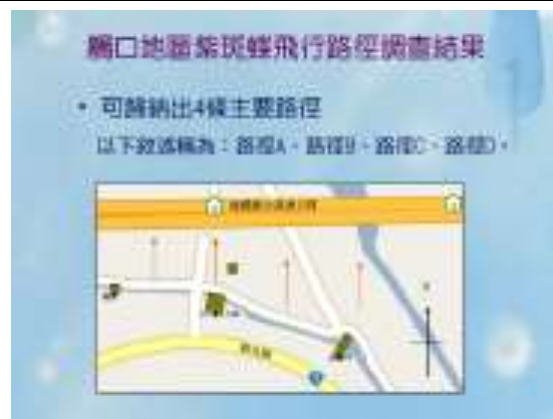 觸口地區紫斑蝶飛行路徑調查結果
• 可歸納出4條主要路徑
以下敘述稱為：路徑A、路徑B、路徑C、路徑D。